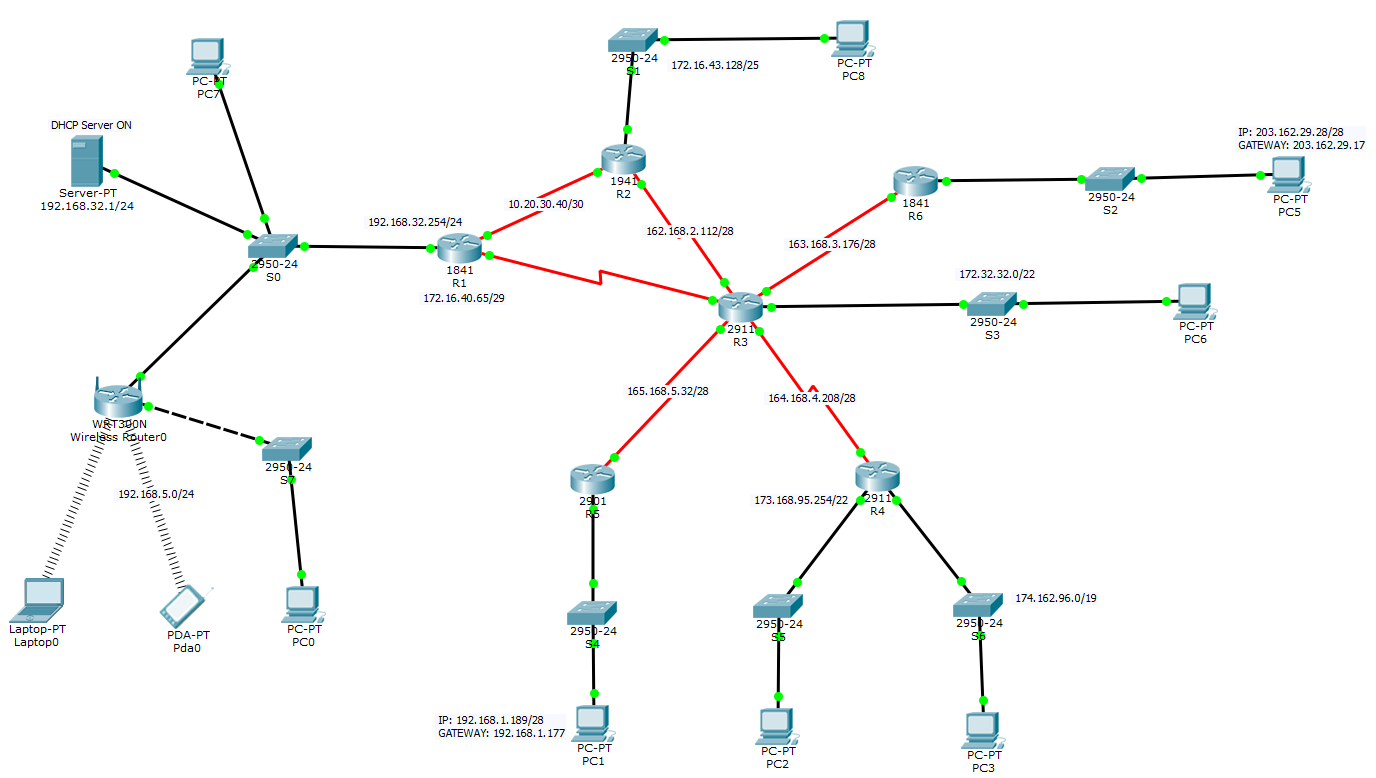 2950-24
S1
172.16.43.128/25
PC-PT
PC8
PC-PT
PC7
DHCP Server ON
Server-PT
192.168.32.1/24
IP: 203.162.29.28/28
GATEWAY: 203.162.29.17
1941
R2
10.20.30.40/30
192.168.32.254/24
162.168.2.112/28
1841
R6
2950-24
S2
PC-PT
PC5
163.168.3.176/28
2950-24
S0
1841
R1
172.16.40.65/29
172.32.32.0/22
2911
R3
2950-24
S3
PC-PT
PC6
165.168.5.32/28
164.168.4.208/28
WRT300N
Wireless Router0
2950-24
S7
192.168.5.0/24
2901
R5
173.168.95.254/22
2911
R4
Laptop-PT
Laptop0
PDA-PT
Pda0
PC-PT
PC0
2950-24
S4
2950-24
S5
2950-24
S6
174.162.96.0/19
IP: 192.168.1.189/28
GATEWAY: 192.168.1.177
PC-PT
PC1
PC-PT
PC2
PC-PT
PC3